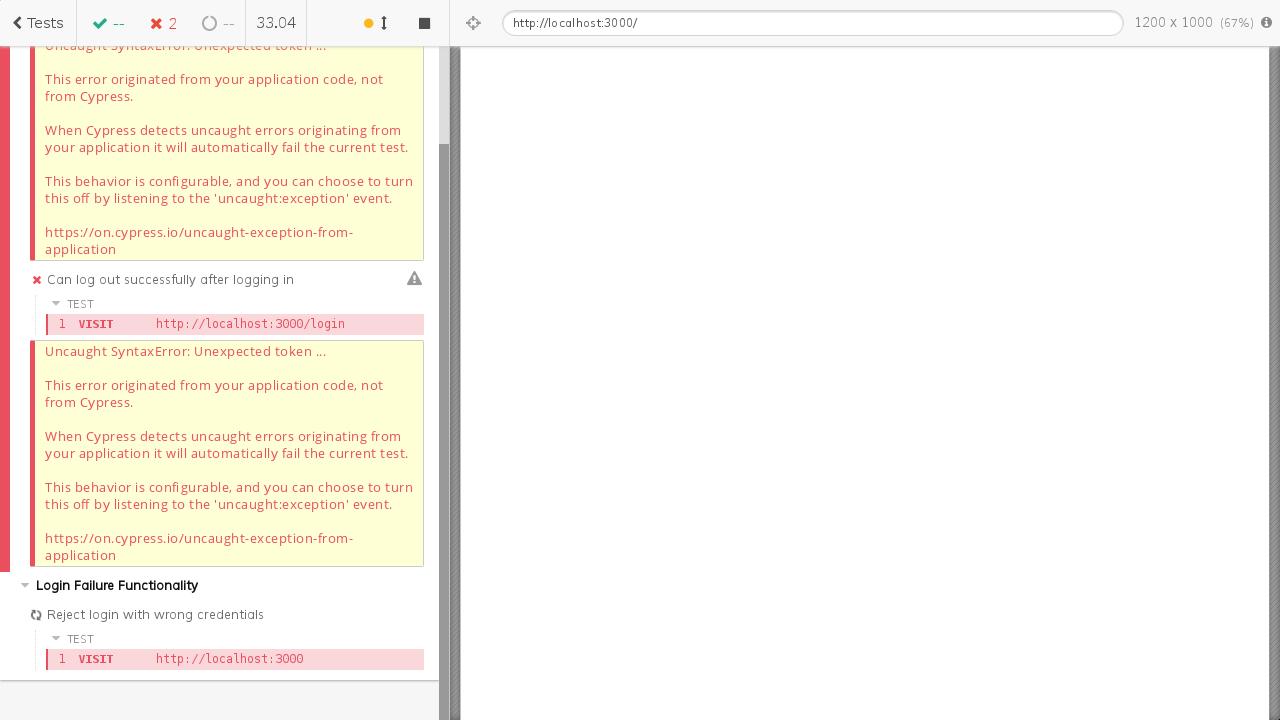 Tests
--
2
--
33.04
http://localhost:3000/
1200 x 1000 (67%)
Uncaught SyntaxError: Unexpected token ...
This error originated from your application code, not
from Cypress.
When Cypress detects uncaught errors originating from
your application it will automatically fail the current test.
This behavior is configurable, and you can choose to turn
this off by listening to the 'uncaught:exception' event.
https://on.cypress.io/uncaught-exception-from-
application
Can log out successfully after logging in
TEST
1 VISIT http://localhost:3000/login
Uncaught SyntaxError: Unexpected token ...
This error originated from your application code, not
from Cypress.
When Cypress detects uncaught errors originating from
your application it will automatically fail the current test.
This behavior is configurable, and you can choose to turn
this off by listening to the 'uncaught:exception' event.
https://on.cypress.io/uncaught-exception-from-
application
Login Failure Functionality
Reject login with wrong credentials
TEST
1 VISIT http://localhost:3000